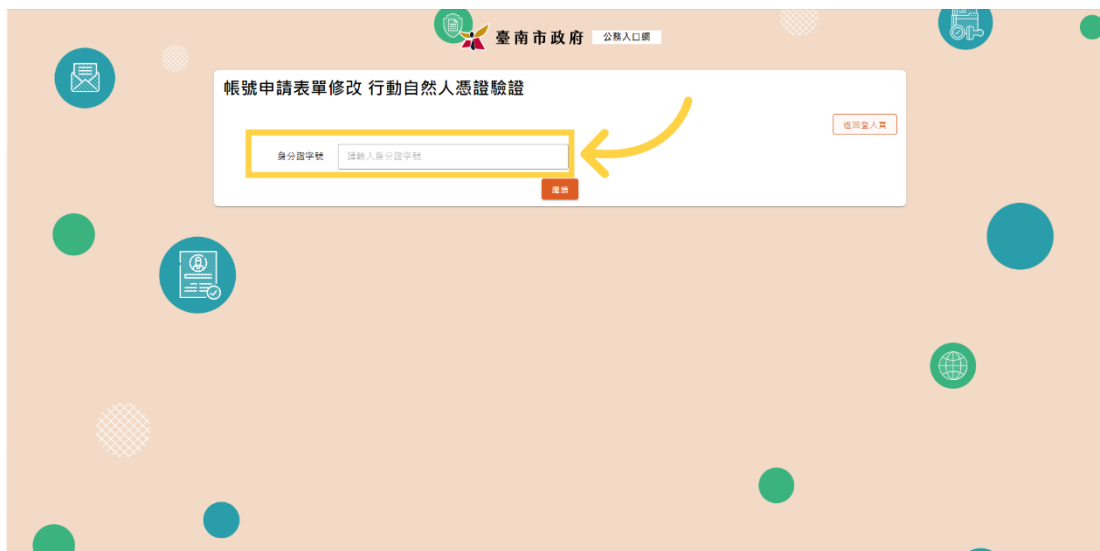 臺南市政府 公務入口網
帳號申請表單修改 行動自然人憑證驗證
返回登入頁
身分證字號 請輸入身分證字號
繼續